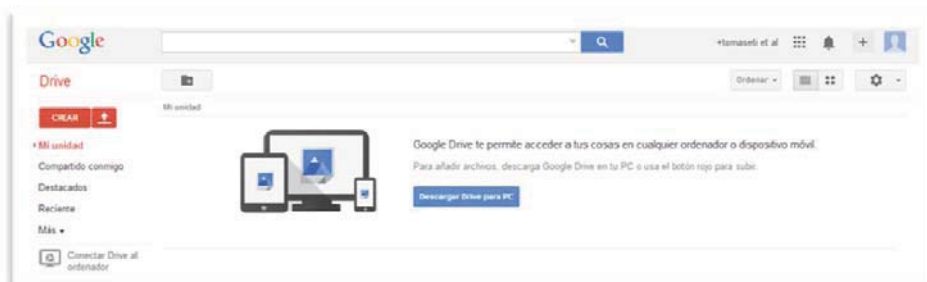 Google
+tomaseti et al
Drive
Ordenar
Mi unidad
CREAR
Mi unidad
Compartido conmigo
Destacados
Reciente
Más
Conectar Drive al
ordenador
Google Drive te permite acceder a tus cosas en cualquier ordenador o dispositivo móvil.
Para añadir archivos, descarga Google Drive en tu PC o usa el botón rojo para subir.
Descargar Drive para PC